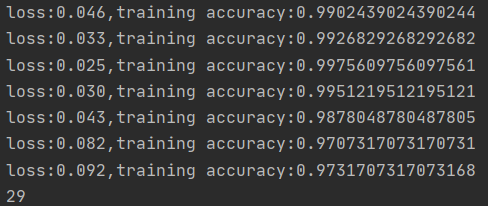 loss:0.046,training accuracy:0.9902439024390244
loss:0.033,training accuracy:0.9926829268292682
loss:0.025,training accuracy:0.9975609756097561
loss:0.030,training accuracy:0.9951219512195121
loss:0.043,training accuracy:0.9878048780487805
loss:0.082,training accuracy:0.9707317073170731
loss:0.092,training accuracy:0.9731707317073168
29